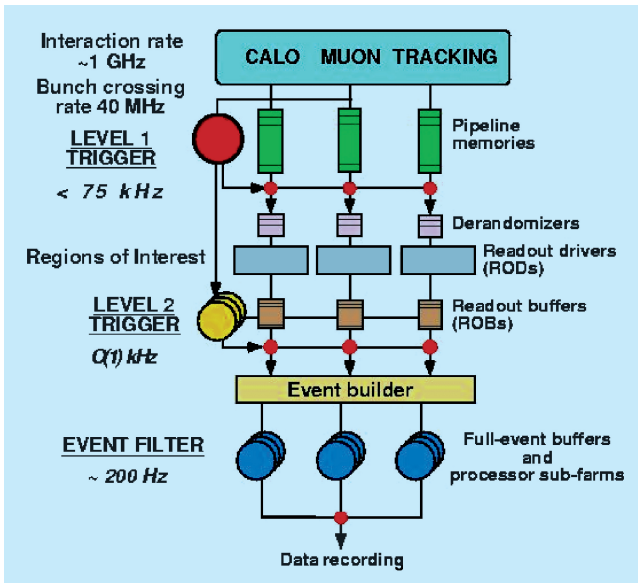 Interaction rate
~1 GHz
CALO MUON TRACKING
Bunch crossing
rate 40 MHz
LEVEL 1
TRIGGER
< 75 kHz
Pipeline
memories
Derandomizers
Regions of Interest
Readout drivers
(RODs)
LEVEL 2
TRIGGER
O(1) kHz
Readout buffers
(ROBs)
Event builder
EVENT FILTER
~ 200 Hz
Full-event buffers
and
processor sub-farms
Data recording